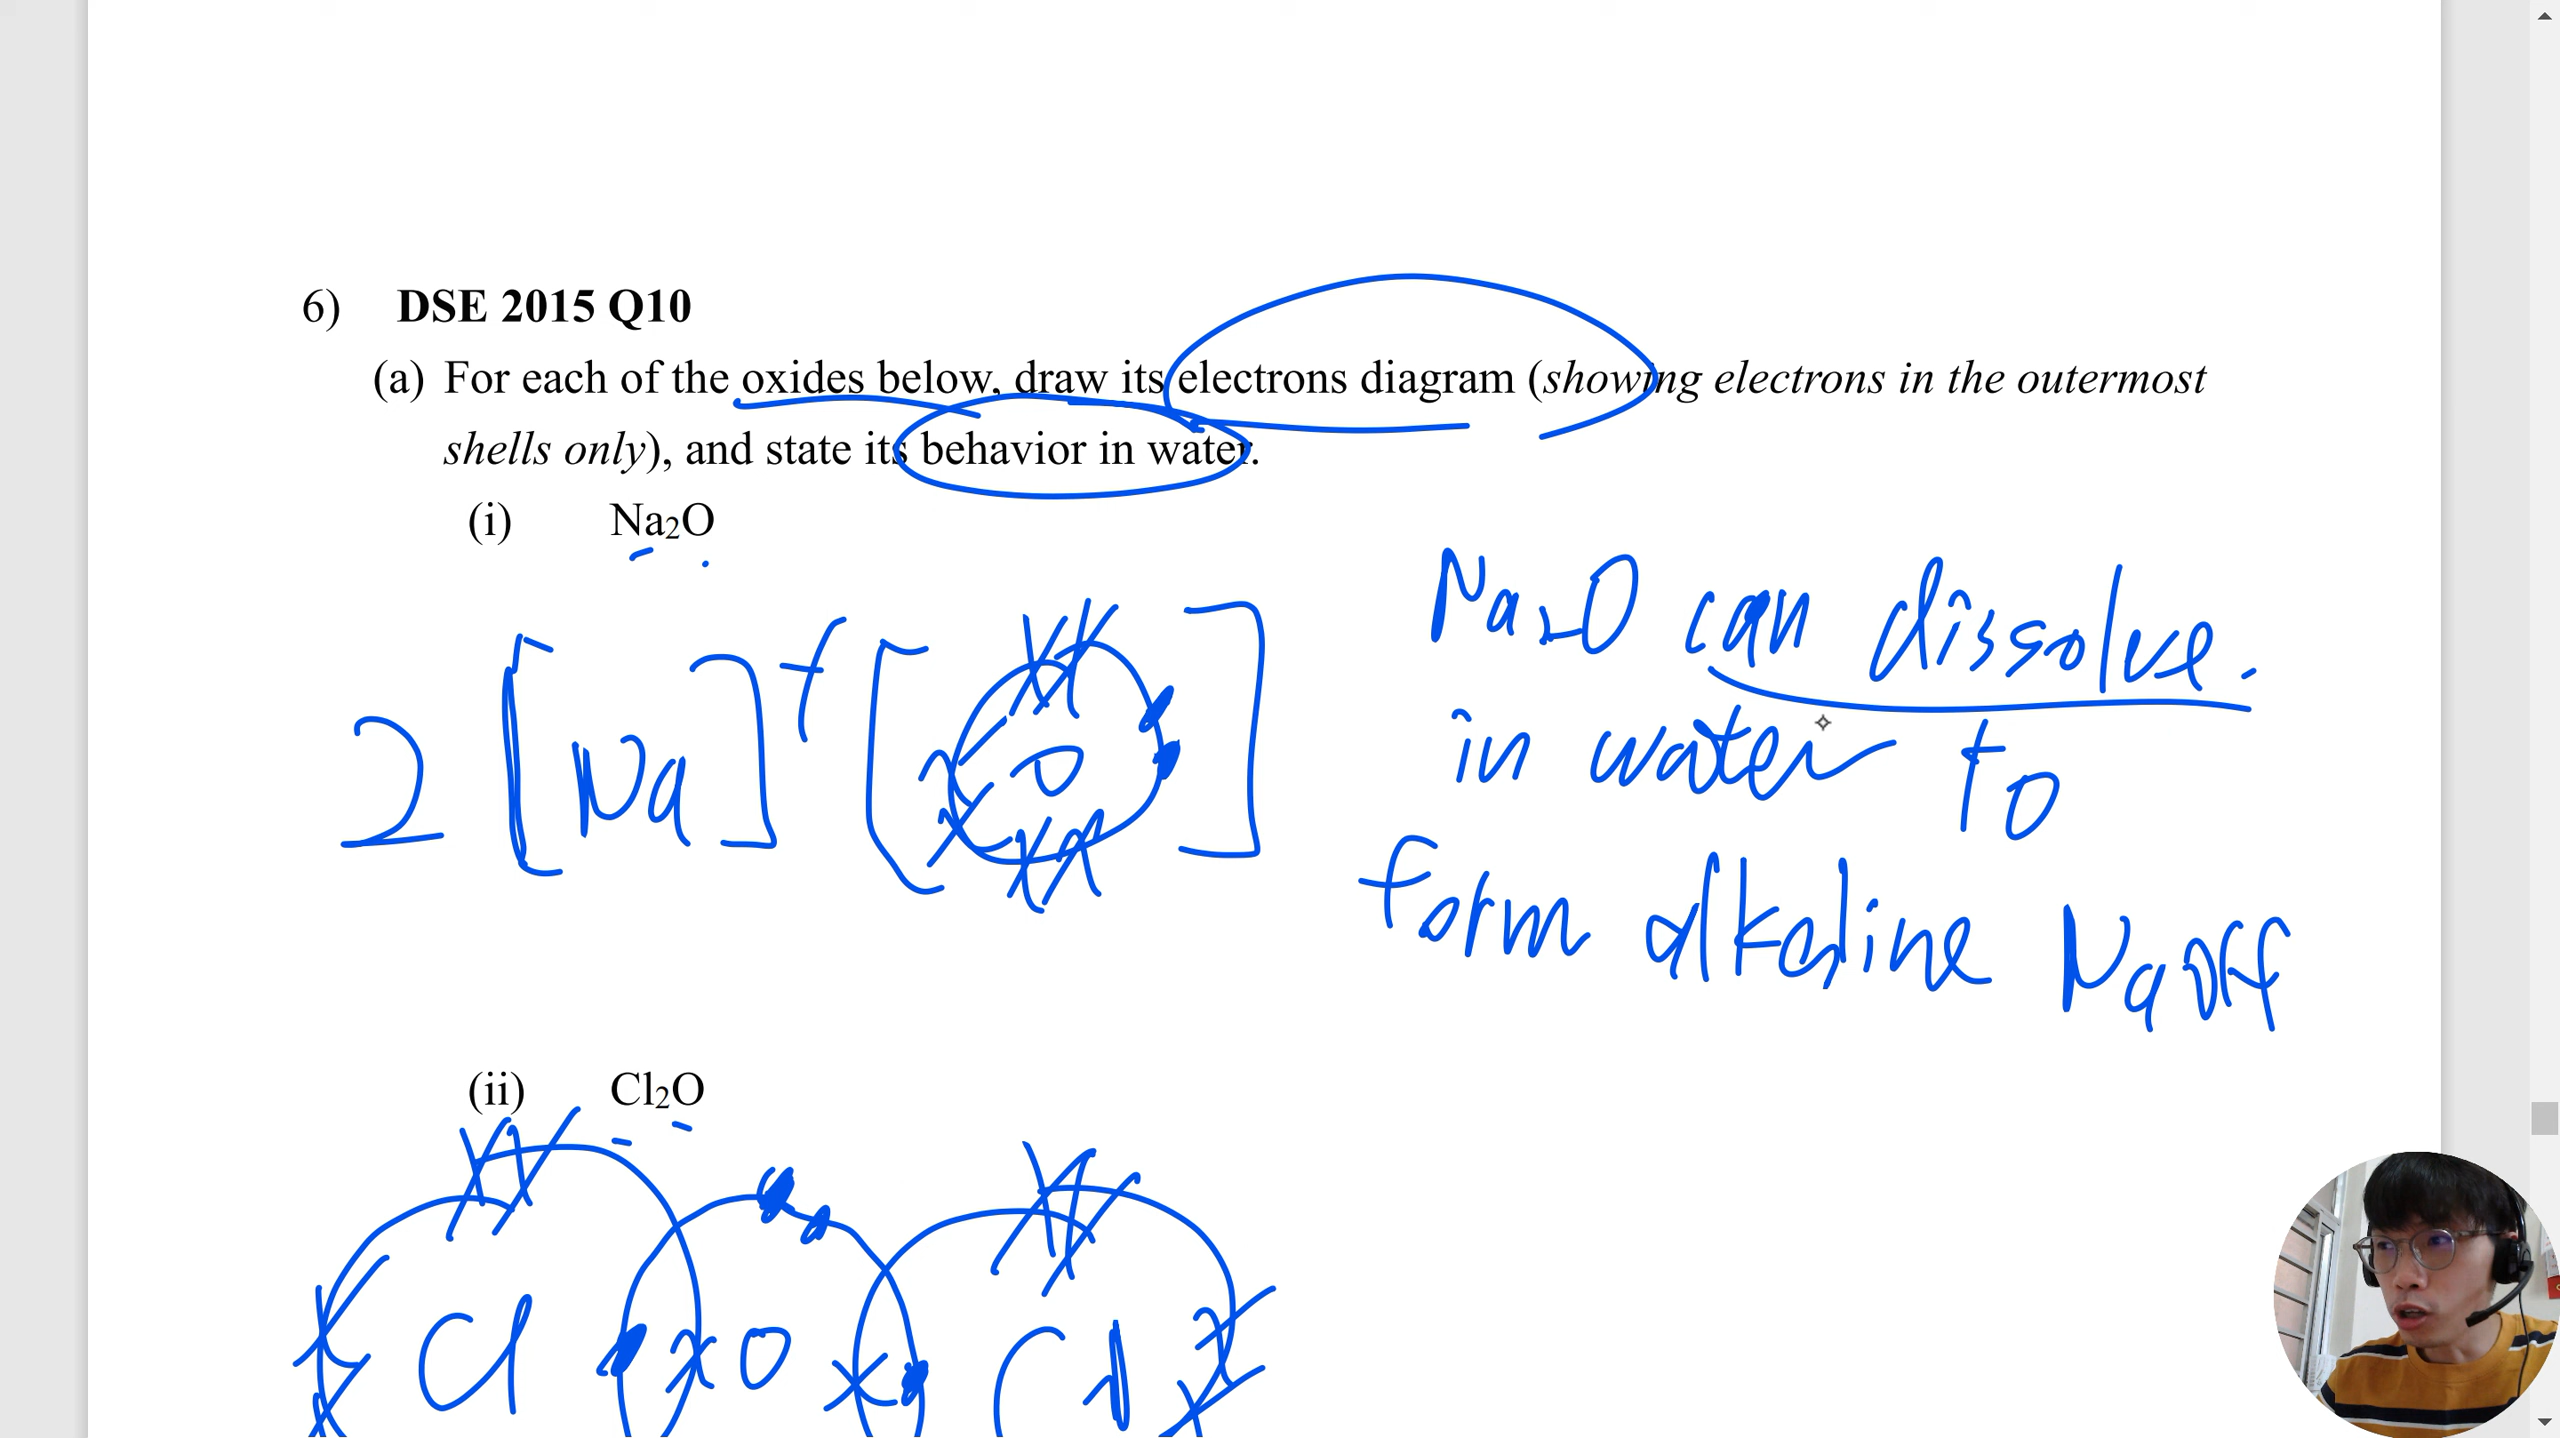 6) DSE 2015 Q10
(a) For each of the oxides below, draw its electrons diagram (showing electrons in the outermost
shells only), and state its behavior in water.
(i) Na₂O
2 [Na]⁺ [O]
Na₂O can dissolve.
in water to
form alkaline NaOH
(ii) Cl₂O
Cl O Cl